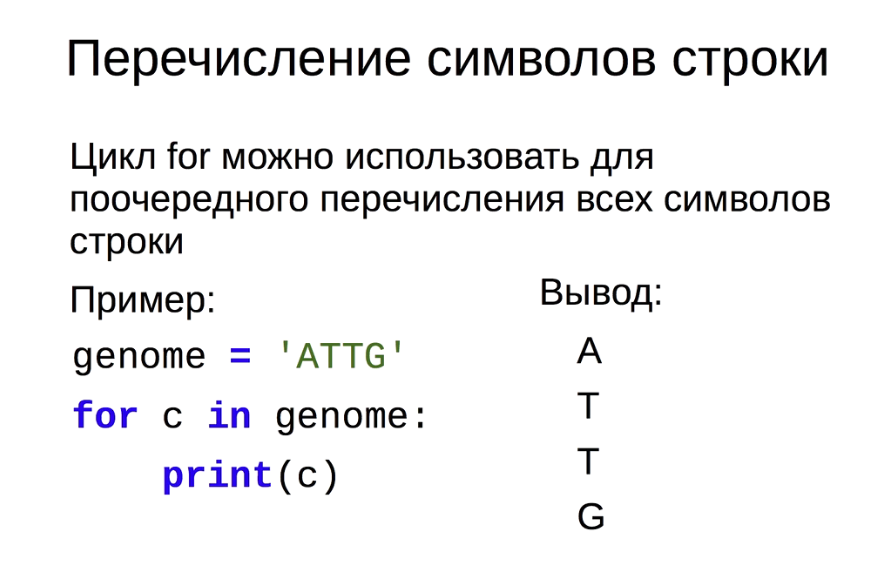 Перечисление символов строки
Цикл for можно использовать для
поочередного перечисления всех символов
строки
Пример:
genome = 'ATTG'
for c in genome:
    print(c)
Вывод:
A
T
T
G